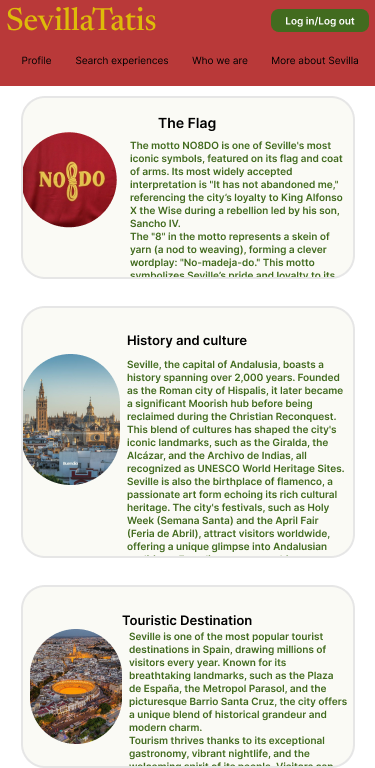 SevillaTatis
Log in/Log out
Profile
Search experiences
Who we are
More about Sevilla
The Flag
NO8DO
The motto NO8DO is one of Seville's most
iconic symbols, featured on its flag and coat
of arms. Its most widely accepted
interpretation is "It has not abandoned me,"
referencing the city's loyalty to King Alfonso
X the Wise during a rebellion led by his son,
Sancho IV.
The "8" in the motto represents a skein of
yarn (a nod to weaving), forming a clever
wordplay: "No-madeja-do." This motto
symbolizes Seville's pride and loyalty to its
History and culture
Seville, the capital of Andalusia, boasts a
history spanning over 2,000 years. Founded
as the Roman city of Hispalis, it later became
a significant Moorish hub before being
reclaimed during the Christian Reconquest.
This blend of cultures has shaped the city's
iconic landmarks, such as the Giralda, the
Alcázar, and the Archivo de Indias, all
recognized as UNESCO World Heritage Sites.
Seville is also the birthplace of flamenco, a
passionate art form echoing its rich cultural
heritage. The city's festivals, such as Holy
Week (Semana Santa) and the April Fair
(Feria de Abril), attract visitors worldwide,
offering a unique glimpse into Andalusian
Touristic Destination
Seville is one of the most popular tourist
destinations in Spain, drawing millions of
visitors every year. Known for its
breathtaking landmarks, such as the Plaza
de España, the Metropol Parasol, and the
picturesque Barrio Santa Cruz, the city offers
a unique blend of historical grandeur and
modern charm.
Tourism thrives thanks to its exceptional
gastronomy, vibrant nightlife, and the
welcoming spirit of its people. Visitors can